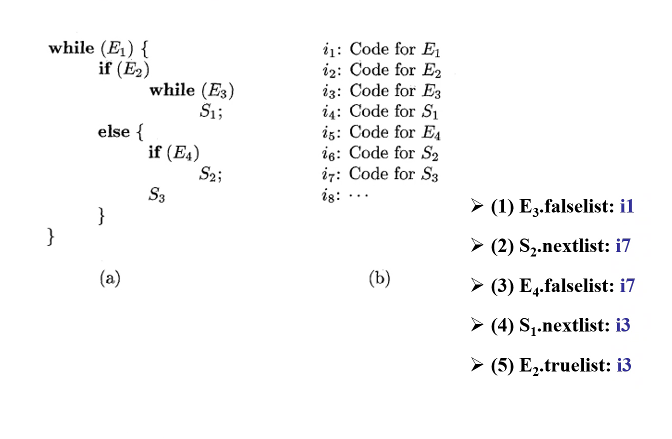 while (E₁) {
if (E₂)
while (E₃)
S₁;
else {
if (E₄)
S₂;
S₃
}
}
(a)
i₁: Code for E₁
i₂: Code for E₂
i₃: Code for E₃
i₄: Code for S₁
i₅: Code for E₄
i₆: Code for S₂
i₇: Code for S₃
i₈: ···
(b)
➢ (1) E₃.falselist: i1
➢ (2) S₂.nextlist: i7
➢ (3) E₄.falselist: i7
➢ (4) S₁.nextlist: i3
➢ (5) E₂.truelist: i3